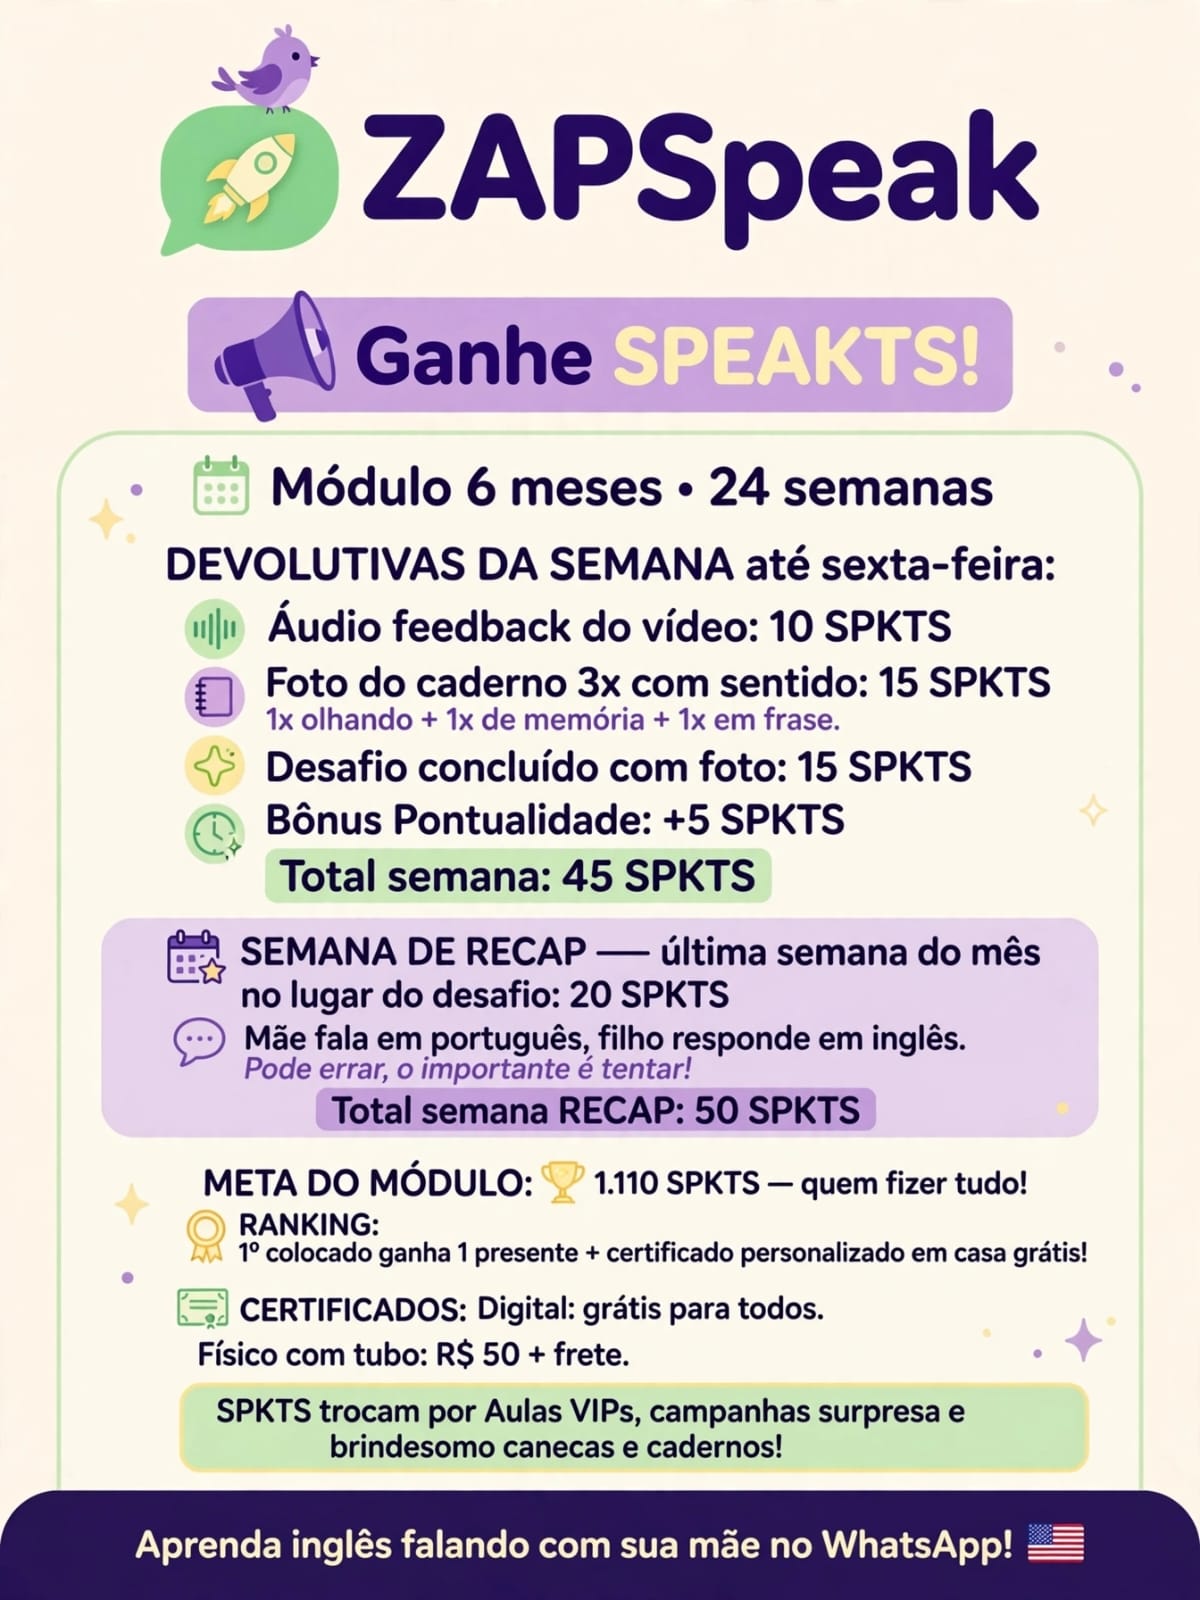 ZAPSpeak
Ganhe SPEAKTS!
Módulo 6 meses • 24 semanas
DEVOLUTIVAS DA SEMANA até sexta-feira:
Áudio feedback do vídeo: 10 SPKTS
Foto do caderno 3x com sentido: 15 SPKTS
1x olhando + 1x de memória + 1x em frase.
Desafio concluído com foto: 15 SPKTS
Bônus Pontualidade: +5 SPKTS
Total semana: 45 SPKTS
SEMANA DE RECAP — última semana do mês
no lugar do desafio: 20 SPKTS
Mãe fala em português, filho responde em inglês.
Pode errar, o importante é tentar!
Total semana RECAP: 50 SPKTS
META DO MÓDULO: 1.110 SPKTS — quem fizer tudo!
RANKING:
1º colocado ganha 1 presente + certificado personalizado em casa grátis!
CERTIFICADOS: Digital: grátis para todos.
Físico com tubo: R$ 50 + frete.
SPKTS trocam por Aulas VIPs, campanhas surpresa e
brindesomo canecas e cadernos!
Aprenda inglês falando com sua mãe no WhatsApp!